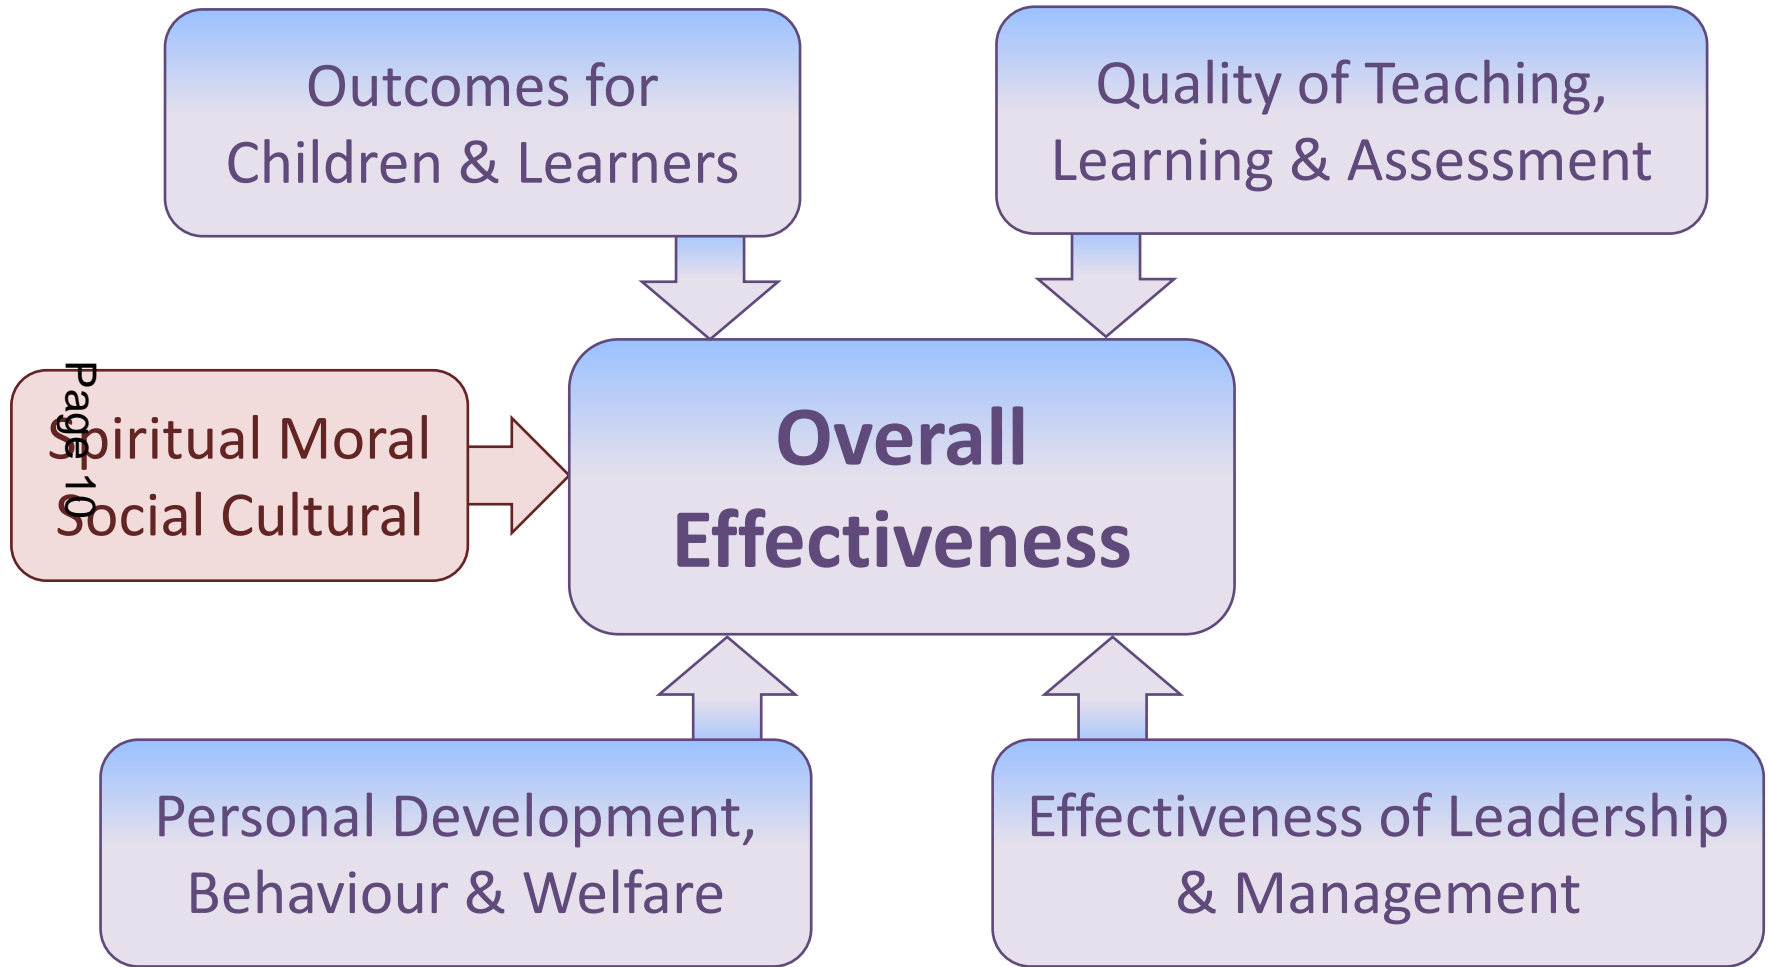 Outcomes for
Children & Learners
Quality of Teaching,
Learning & Assessment
Page 10
Spiritual Moral
Social Cultural
Overall
Effectiveness
Personal Development,
Behaviour & Welfare
Effectiveness of Leadership
& Management